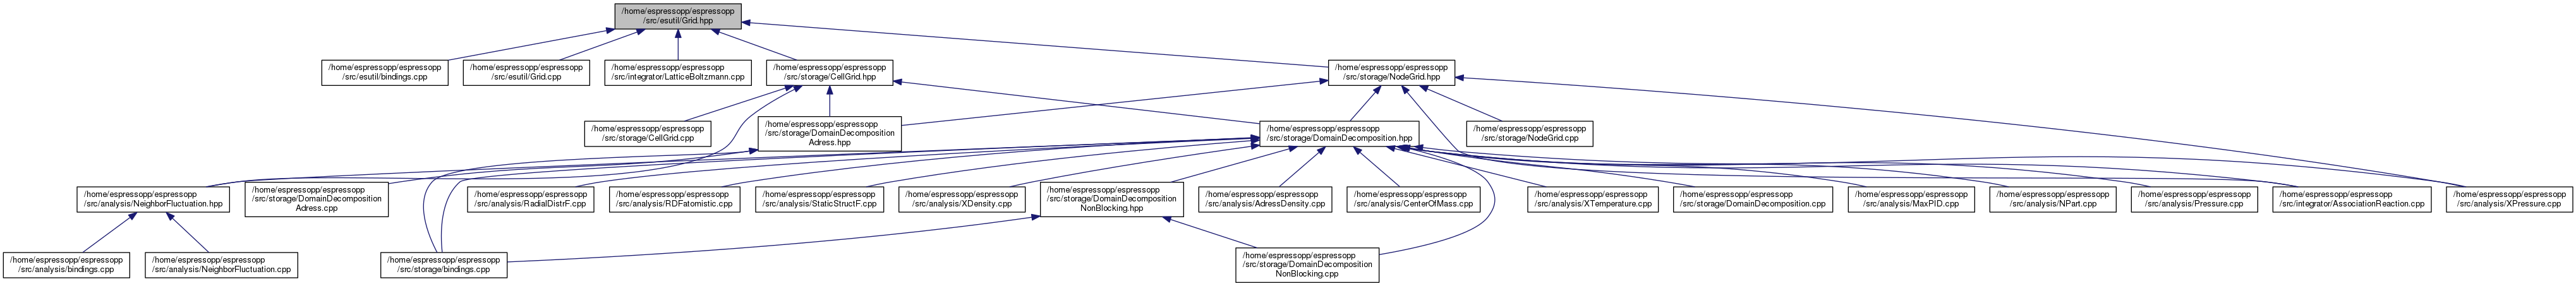 /home/espressopp/espressopp
/src/esutil/Grid.hpp
/home/espressopp/espressopp
/src/esutil/bindings.cpp
/home/espressopp/espressopp
/src/esutil/Grid.cpp
/home/espressopp/espressopp
/src/integrator/LatticeBoltzmann.cpp
/home/espressopp/espressopp
/src/storage/CellGrid.hpp
/home/espressopp/espressopp
/src/storage/NodeGrid.hpp
/home/espressopp/espressopp
/src/storage/CellGrid.cpp
/home/espressopp/espressopp
/src/storage/DomainDecomposition
Adress.hpp
/home/espressopp/espressopp
/src/storage/DomainDecomposition.hpp
/home/espressopp/espressopp
/src/storage/NodeGrid.cpp
/home/espressopp/espressopp
/src/analysis/NeighborFluctuation.hpp
/home/espressopp/espressopp
/src/storage/DomainDecomposition
Adress.cpp
/home/espressopp/espressopp
/src/analysis/RadialDistrF.cpp
/home/espressopp/espressopp
/src/analysis/RDFatomistic.cpp
/home/espressopp/espressopp
/src/analysis/StaticStructF.cpp
/home/espressopp/espressopp
/src/analysis/XDensity.cpp
/home/espressopp/espressopp
/src/storage/DomainDecomposition
NonBlocking.hpp
/home/espressopp/espressopp
/src/analysis/AdressDensity.cpp
/home/espressopp/espressopp
/src/analysis/CenterOfMass.cpp
/home/espressopp/espressopp
/src/analysis/XTemperature.cpp
/home/espressopp/espressopp
/src/storage/DomainDecomposition.cpp
/home/espressopp/espressopp
/src/analysis/MaxPID.cpp
/home/espressopp/espressopp
/src/analysis/NPart.cpp
/home/espressopp/espressopp
/src/analysis/Pressure.cpp
/home/espressopp/espressopp
/src/integrator/AssociationReaction.cpp
/home/espressopp/espressopp
/src/analysis/XPressure.cpp
/home/espressopp/espressopp
/src/analysis/bindings.cpp
/home/espressopp/espressopp
/src/analysis/NeighborFluctuation.cpp
/home/espressopp/espressopp
/src/storage/bindings.cpp
/home/espressopp/espressopp
/src/storage/DomainDecomposition
NonBlocking.cpp